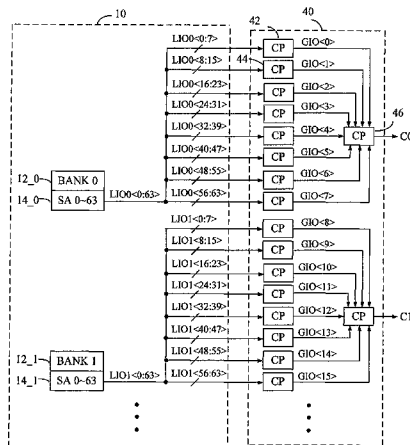 10
40
42
LIO0<0:7>
CP
GIO<0>
44
LIO0<8:15>
CP
GIO<1>
LIO0<16:23>
CP
GIO<2>
46
LIO0<24:31>
CP
GIO<3>
LIO0<32:39>
CP
GIO<4>
CP
C0
LIO0<40:47>
CP
GIO<5>
12_0
BANK 0
LIO0<48:55>
CP
GIO<6>
14_0
SA 0~63
LIO0<0:63>
LIO0<56:63>
CP
GIO<7>
LIO1<0:7>
CP
GIO<8>
LIO1<8:15>
CP
GIO<9>
LIO1<16:23>
CP
GIO<10>
LIO1<24:31>
CP
GIO<11>
LIO1<32:39>
CP
GIO<12>
CP
C1
LIO1<40:47>
CP
GIO<13>
12_1
BANK 1
LIO1<48:55>
CP
GIO<14>
14_1
SA 0~63
LIO1<0:63>
LIO1<56:63>
CP
GIO<15>